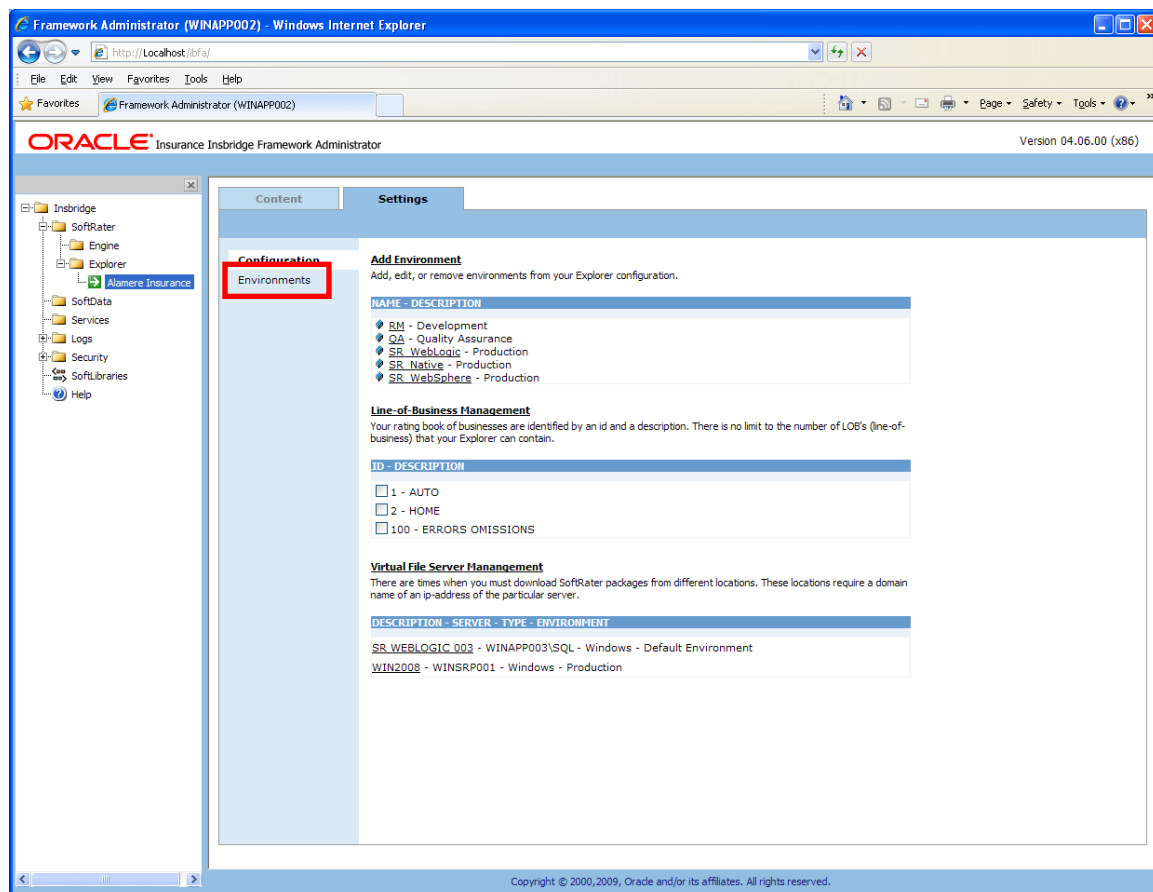 Framework Administrator (WINAPP002) - Windows Internet Explorer
http://Localhost/ibfa/
File Edit View Favorites Tools Help
Favorites Framework Administrator (WINAPP002) Page Safety Tools
ORACLE Insurance Insbridge Framework Administrator Version 04.06.00 (x86)
Insbridge
SoftRater
Engine
Explorer
Alamere Insurance
SoftData
Services
Logs
Security
SoftLibraries
Help
Content Settings
Configuration
Environments
Add Environment
Add, edit, or remove environments from your Explorer configuration.
NAME - DESCRIPTION
RM - Development
QA - Quality Assurance
SR WebLogic - Production
SR Native - Production
SR WebSphere - Production
Line-of-Business Management
Your rating book of businesses are identified by an id and a description. There is no limit to the number of LOB's (line-of-
business) that your Explorer can contain.
ID - DESCRIPTION
1 - AUTO
2 - HOME
100 - ERRORS OMISSIONS
Virtual File Server Management
There are times when you must download SoftRater packages from different locations. These locations require a domain
name of an ip-address of the particular server.
DESCRIPTION - SERVER - TYPE - ENVIRONMENT
SR WEBLOGIC 003 - WINAPP003\SQL - Windows - Default Environment
WIN2008 - WINSRP001 - Windows - Production
Copyright © 2000,2009, Oracle and/or its affiliates. All rights reserved.